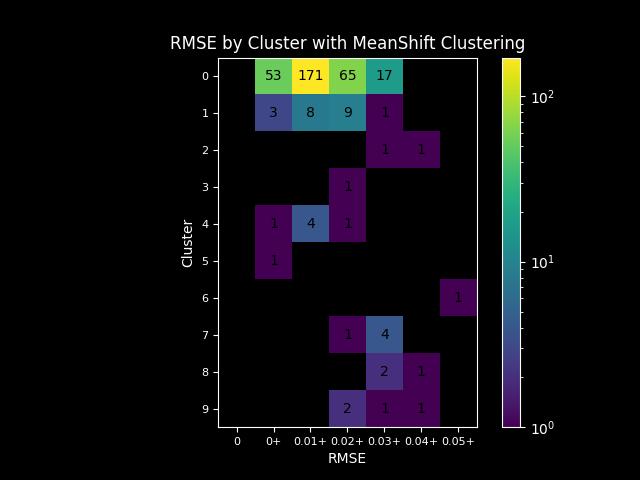 RMSE by Cluster with MeanShift Clustering
0 53 171 65 17
1 3 8 9 1
2 1 1
3 1
4 1 4 1
5 1
6 1
7 1 4
8 2 1
9 2 1 1
Cluster
0 0+ 0.01+ 0.02+ 0.03+ 0.04+ 0.05+
RMSE
10²
10¹
10⁰